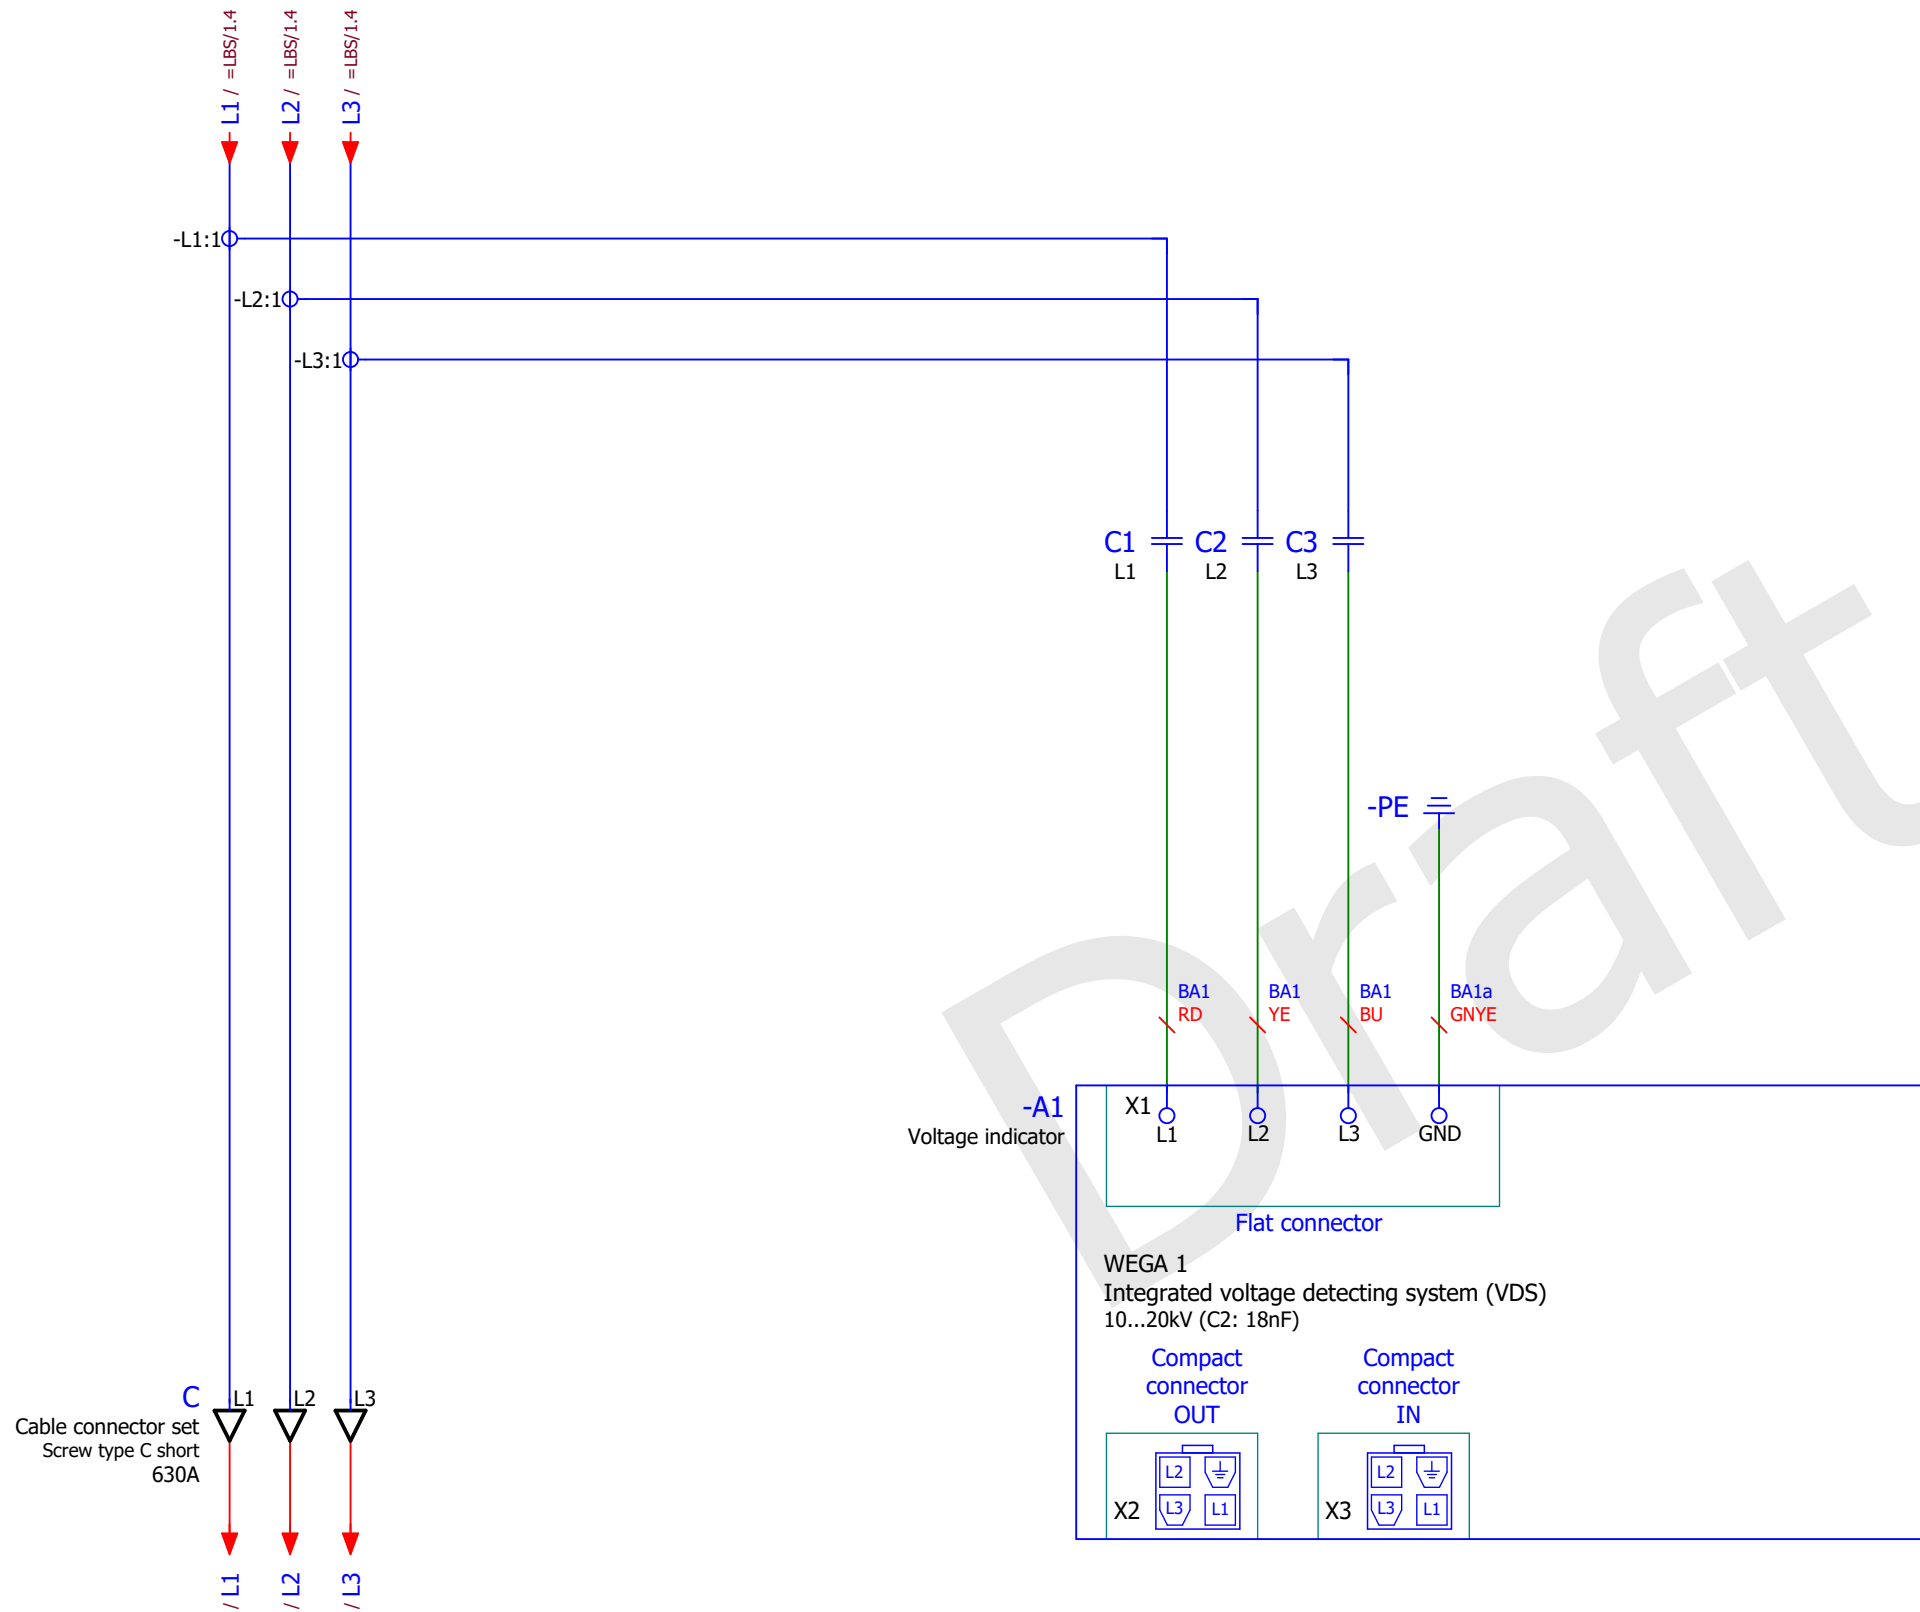 L1 / =LBS/1.4
L2 / =LBS/1.4
L3 / =LBS/1.4
-L1:1
-L2:1
-L3:1
C1
L1
C2
L2
C3
L3
-PE
BA1
RD
BA1
YE
BA1
BU
BA1a
GNYE
-A1
Voltage indicator
X1
L1
L2
L3
GND
Flat connector
WEGA 1
Integrated voltage detecting system (VDS)
10...20kV (C2: 18nF)
Compact
connector
OUT
Compact
connector
IN
X2
L2
L3
L1
X3
L2
L3
L1
C
L1
L2
L3
Cable connector set
Screw type C short
630A
/ L1
/ L2
/ L3
Draft